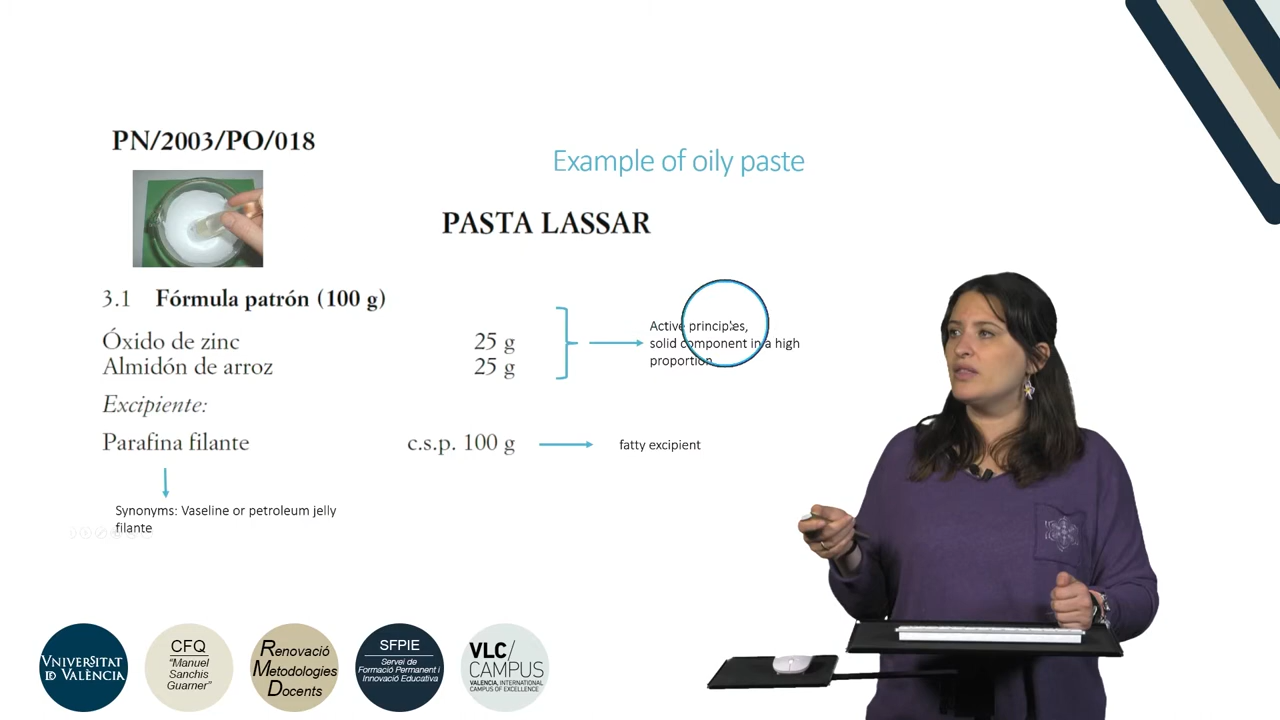 PN/2003/PO/018
Example of oily paste
PASTA LASSAR
3.1 Fórmula patrón (100 g)
Óxido de zinc 25 g
Almidón de arroz 25 g
Active principles,
solid component in a high
proportion
Excipiente:
Parafina filante c.s.p. 100 g
fatty excipient
Synonyms: Vaseline or petroleum jelly
filante
VNIVERSITAT
ID VALÈNCIA
CFQ
"Manuel
Sanchis
Guarner"
Renovació
Metodologies
Docents
SFPIE
Servei de
Formació Permanent i
Innovació Educativa
VLC/
CAMPUS
VALENCIA, INTERNATIONAL
CAMPUS OF EXCELLENCE